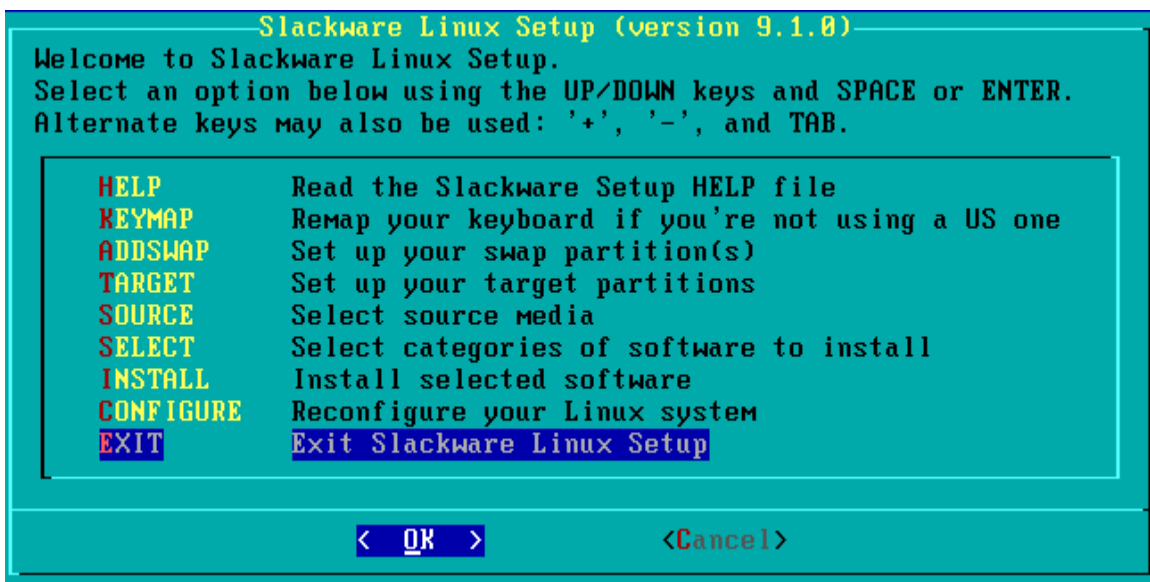 Slackware Linux Setup (version 9.1.0)
Welcome to Slackware Linux Setup.
Select an option below using the UP/DOWN keys and SPACE or ENTER.
Alternate keys may also be used: '+', '-', and TAB.
HELP Read the Slackware Setup HELP file
KEYMAP Remap your keyboard if you're not using a US one
ADDSWAP Set up your swap partition(s)
TARGET Set up your target partitions
SOURCE Select source media
SELECT Select categories of software to install
INSTALL Install selected software
CONFIGURE Reconfigure your Linux system
EXIT Exit Slackware Linux Setup
< OK > <Cancel>